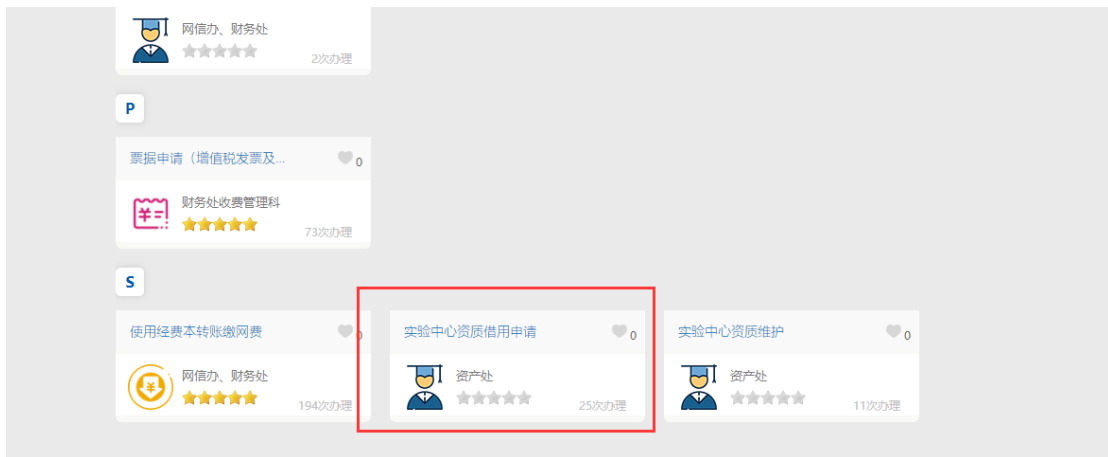 网信办、财务处
2次办理
P
票据申请（增值税发票及...
0
财务处收费管理科
73次办理
S
使用经费本转账缴网费
0
网信办、财务处
194次办理
实验中心资质借用申请
0
资产处
25次办理
实验中心资质维护
0
资产处
11次办理